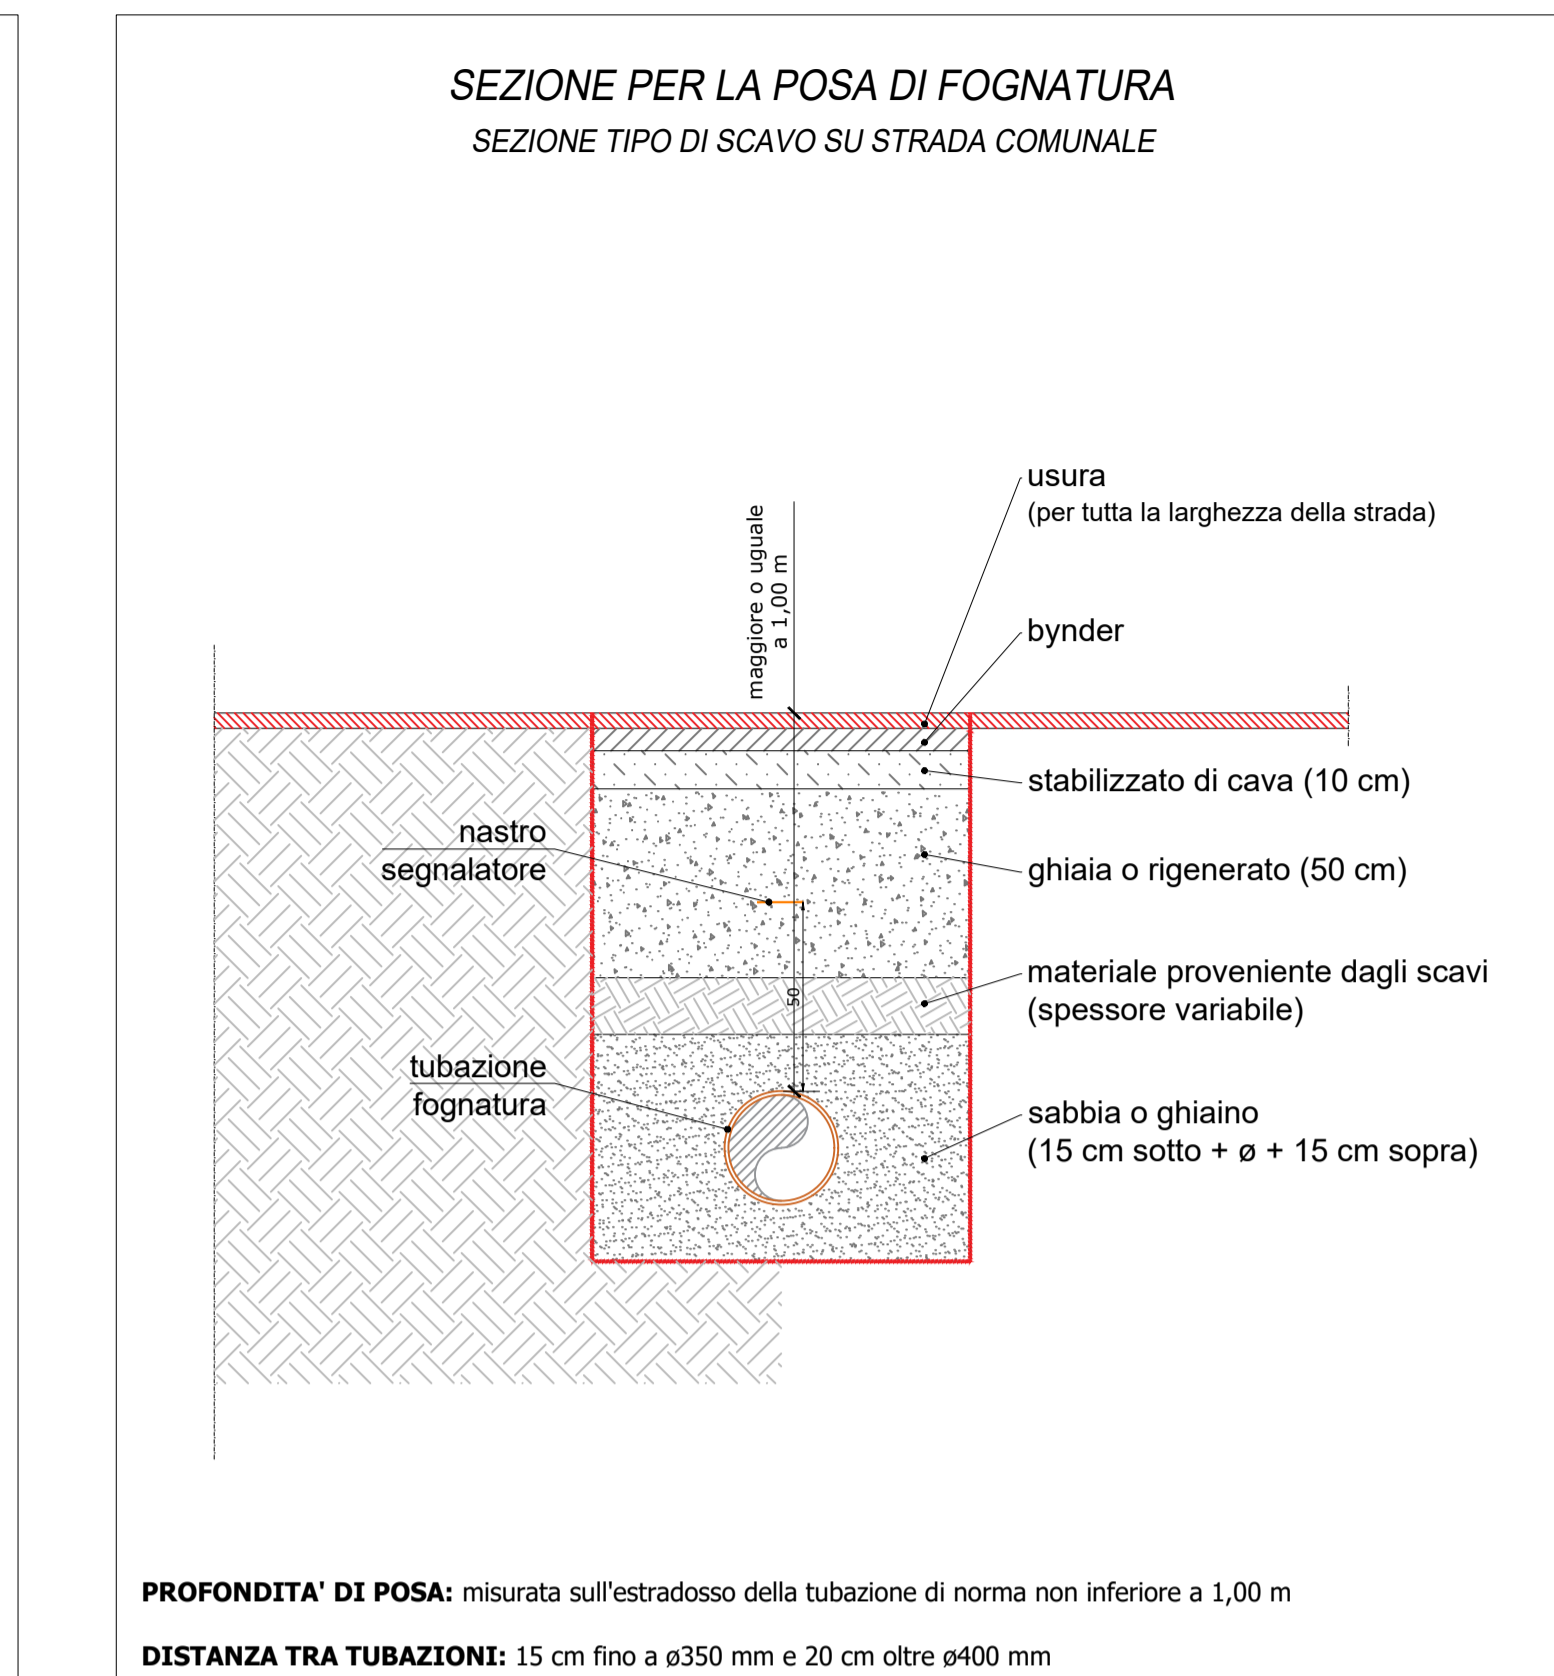 SEZIONE PER LA POSA DI FOGNATURA
SEZIONE TIPO DI SCAVO SU STRADA COMUNALE
usura
(per tutta la larghezza della strada)
maggiore o uguale
a 1,00 m
bynder
stabilizzato di cava (10 cm)
nastro
segnalatore
ghiaia o rigenerato (50 cm)
materiale proveniente dagli scavi
(spessore variabile)
50
tubazione
fognatura
sabbia o ghiaino
(15 cm sotto + ø + 15 cm sopra)
PROFONDITA' DI POSA: misurata sull'estradosso della tubazione di norma non inferiore a 1,00 m
DISTANZA TRA TUBAZIONI: 15 cm fino a ø350 mm e 20 cm oltre ø400 mm